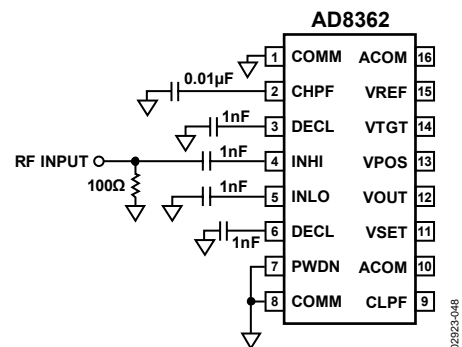 AD8362
1 COMM ACOM 16
0.01µF
2 CHPF VREF 15
1nF
3 DECL VTGT 14
1nF
RF INPUT 4 INHI VPOS 13
100Ω
1nF
5 INLO VOUT 12
6 DECL VSET 11
1nF
7 PWDN ACOM 10
8 COMM CLPF 9
02923-048